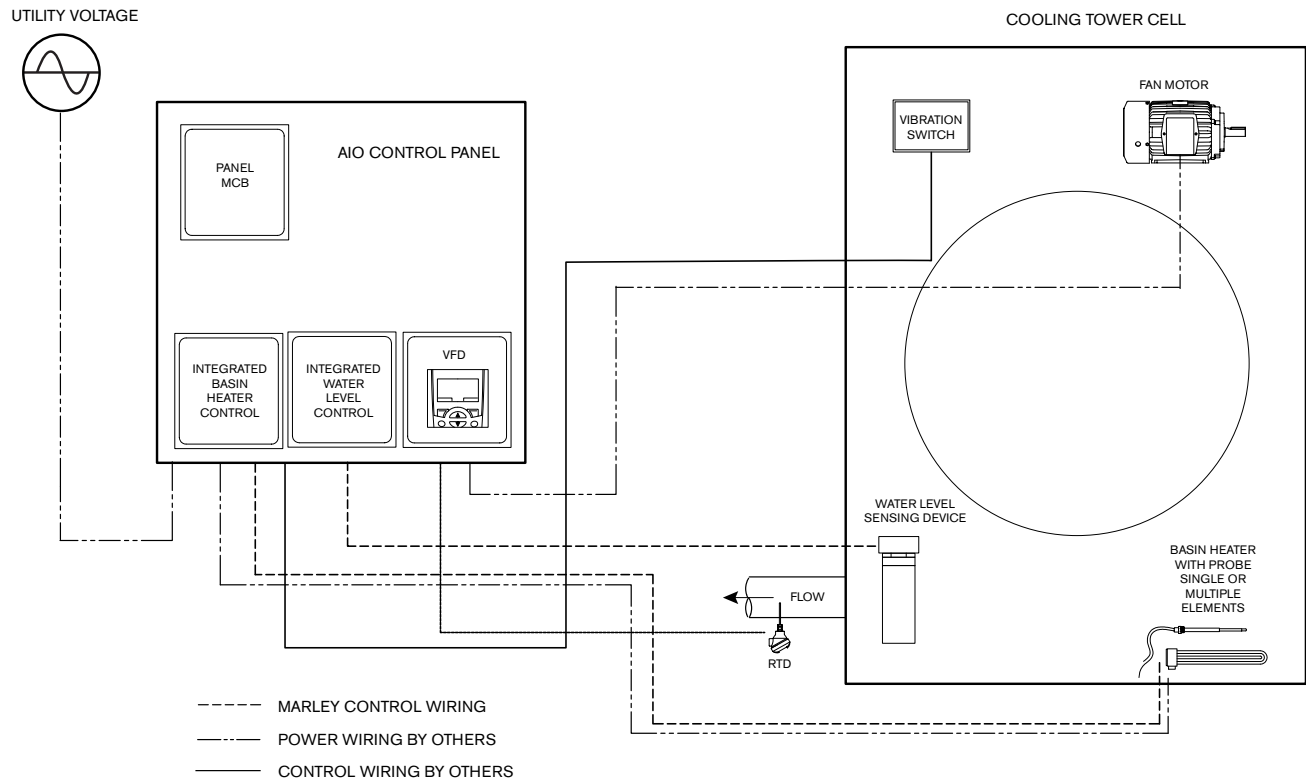 UTILITY VOLTAGE
COOLING TOWER CELL
FAN MOTOR
VIBRATION
SWITCH
AIO CONTROL PANEL
PANEL
MCB
INTEGRATED
BASIN
HEATER
CONTROL
INTEGRATED
WATER
LEVEL
CONTROL
VFD
WATER LEVEL
SENSING DEVICE
BASIN HEATER
WITH PROBE
SINGLE OR
MULTIPLE
ELEMENTS
FLOW
RTD
MARLEY CONTROL WIRING
POWER WIRING BY OTHERS
CONTROL WIRING BY OTHERS